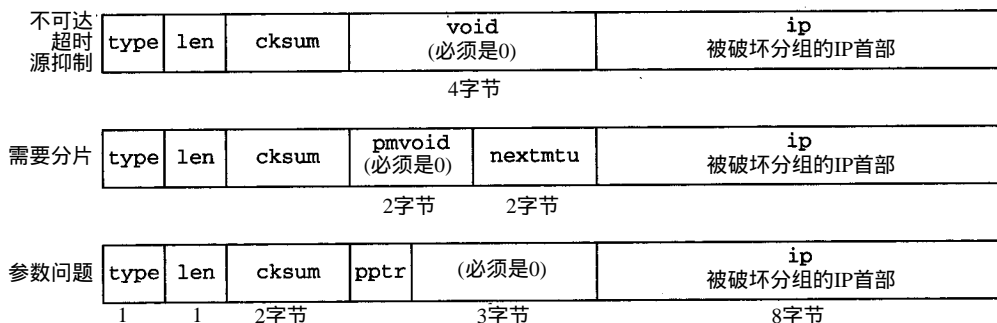 不可达
超时
源抑制
type len cksum void ip
(必须是0) 被破坏分组的IP首部
4字节
需要分片 type len cksum pmvoid nextmtu ip
(必须是0) 被破坏分组的IP首部
2字节 2字节
参数问题 type len cksum pptr (必须是0) ip
被破坏分组的IP首部
1 1 2字节 3字节 8字节